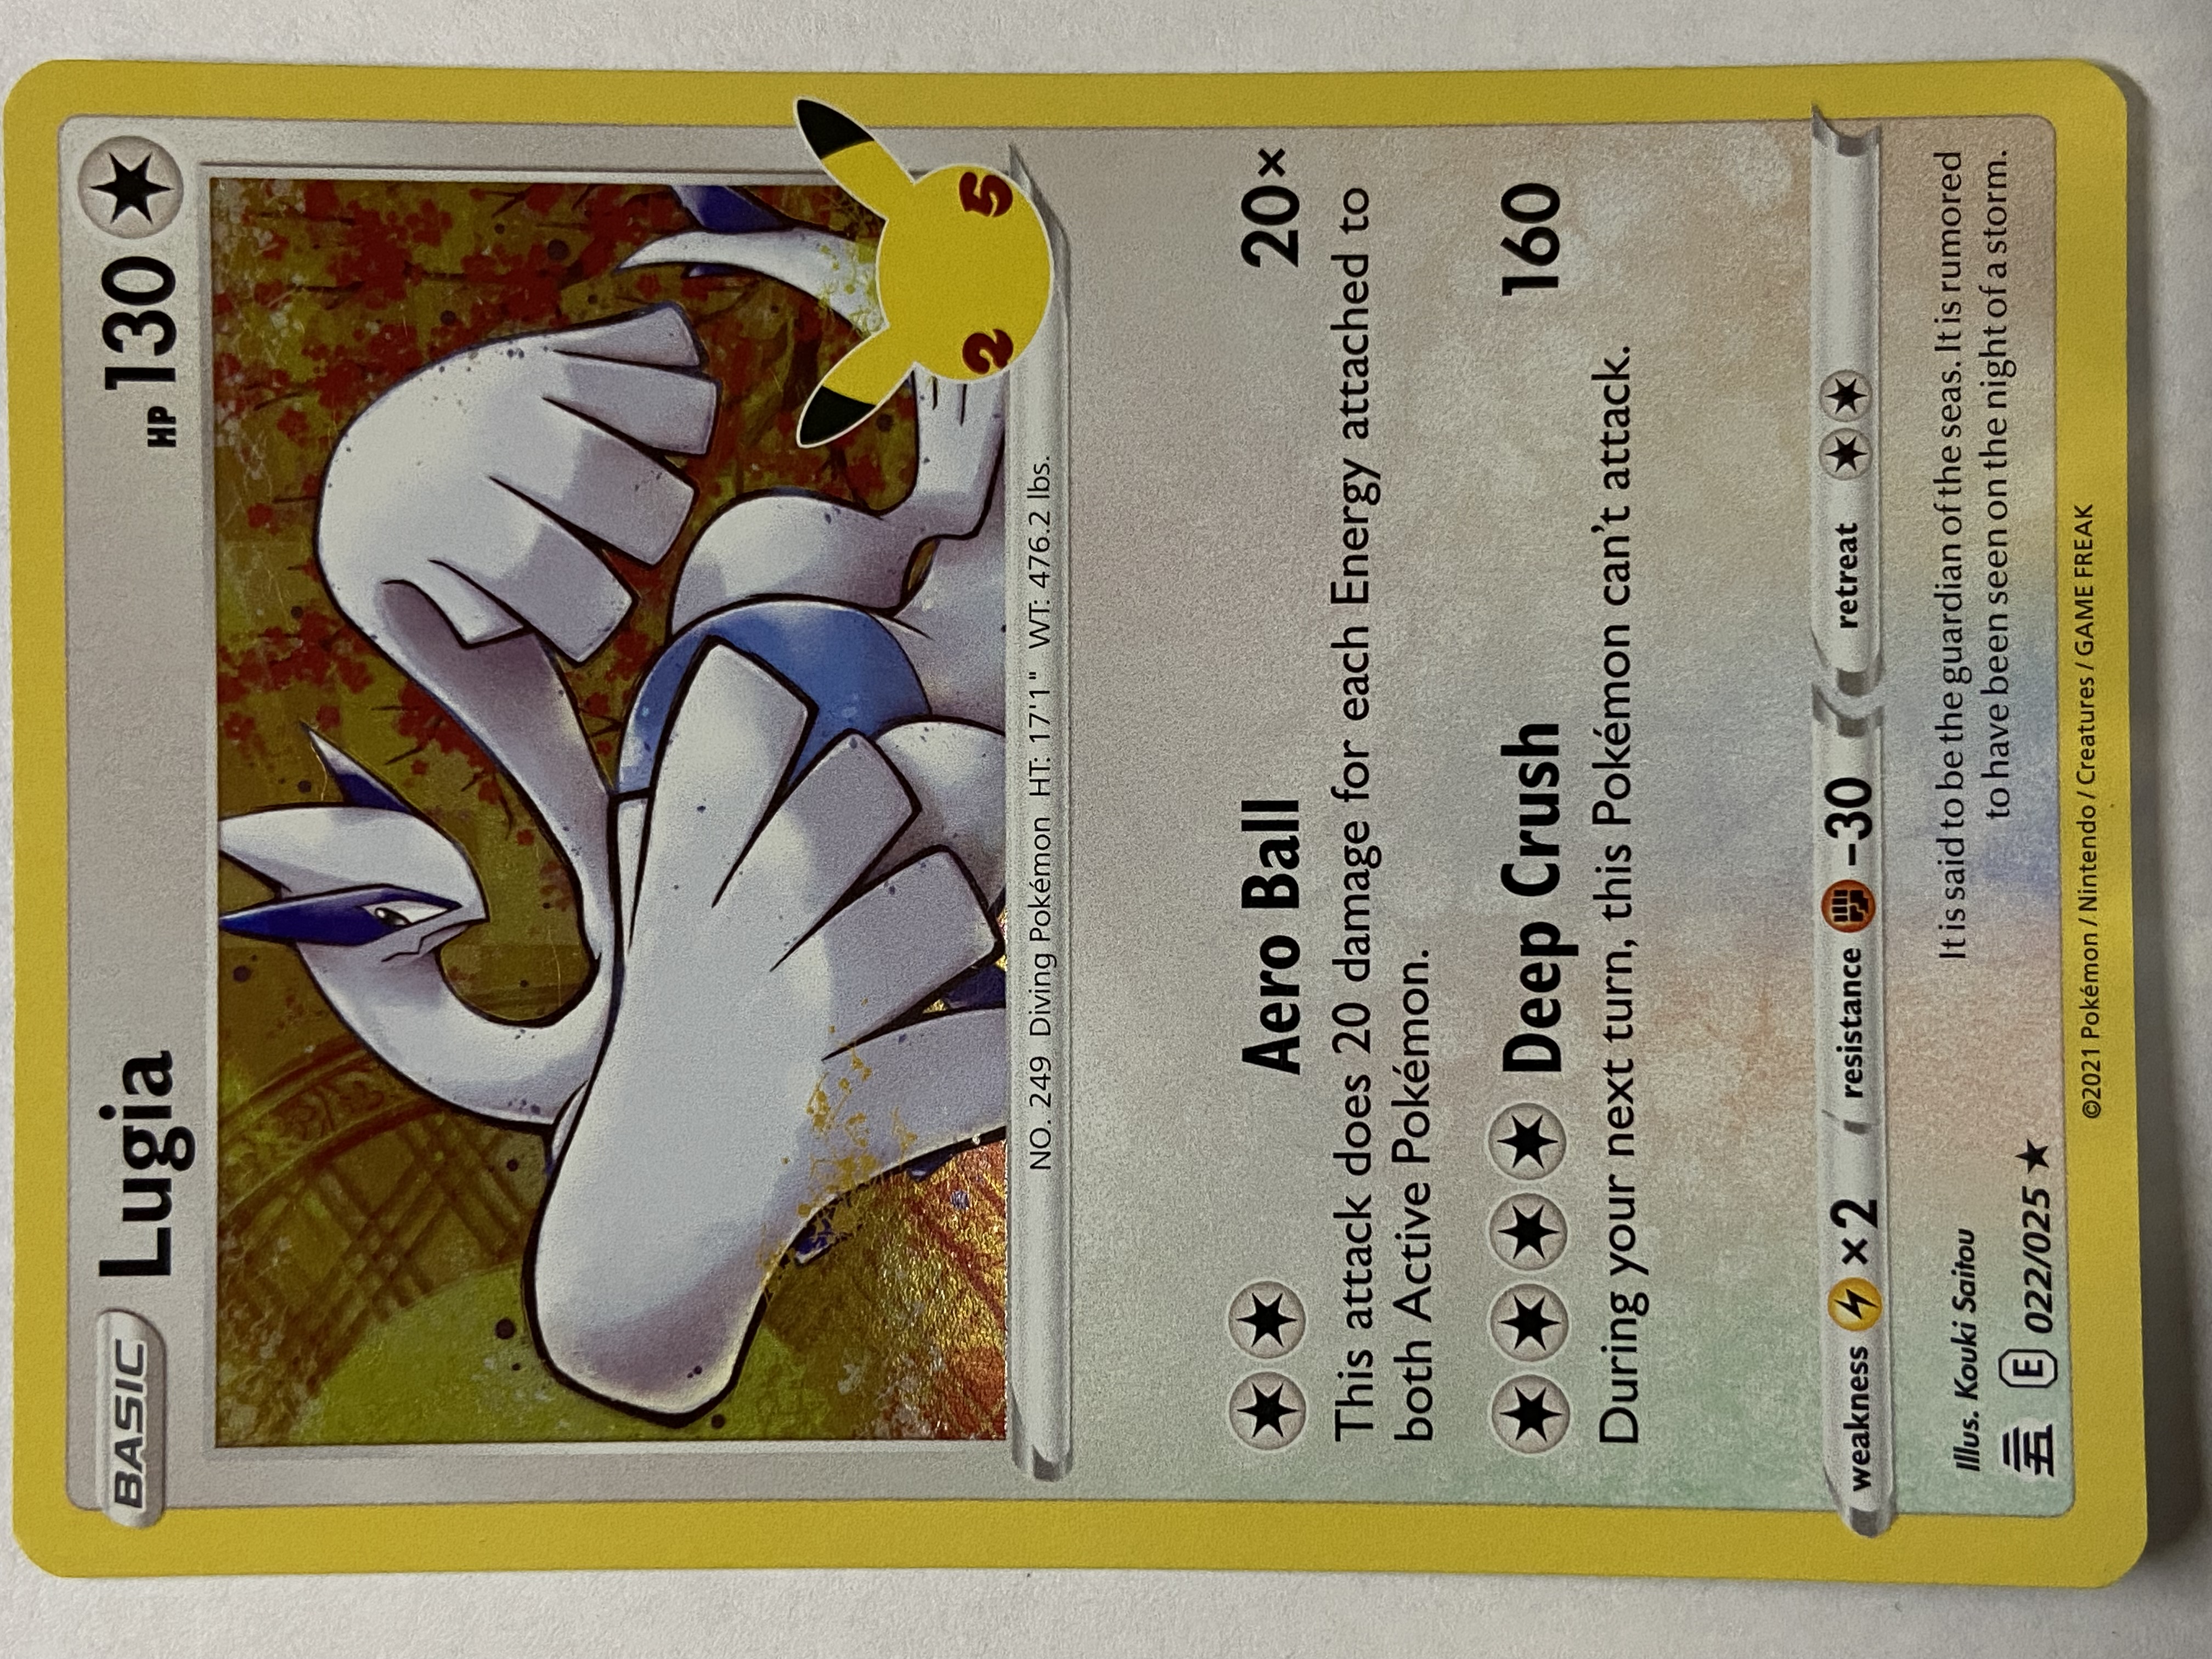 BASIC Lugia HP 130
25
NO. 249 Diving Pokémon HT: 17'1" WT: 476.2 lbs.
Aero Ball 20×
This attack does 20 damage for each Energy attached to
both Active Pokémon.
Deep Crush 160
During your next turn, this Pokémon can't attack.
weakness ×2 resistance -30 retreat
Illus. Kouki Saitou
It is said to be the guardian of the seas. It is rumored
to have been seen on the night of a storm.
E 022/025 ★
©2021 Pokémon / Nintendo / Creatures / GAME FREAK